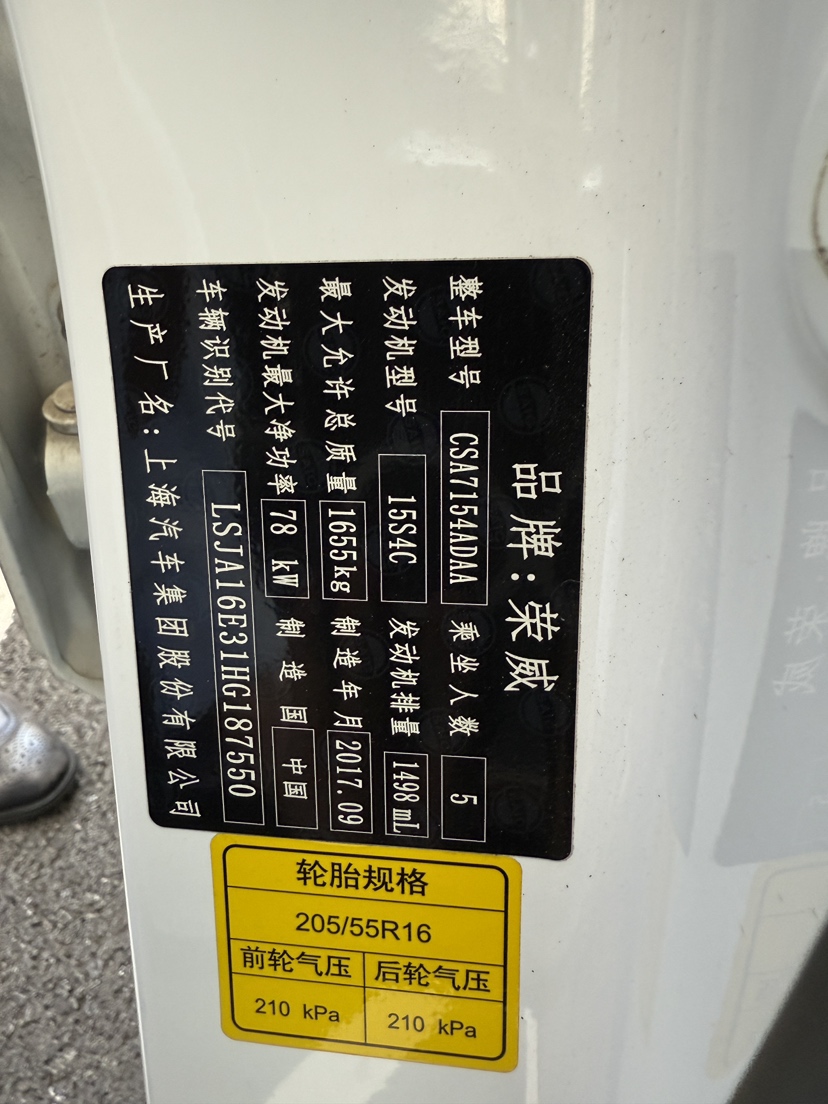 品牌:荣威
整车型号 CSA7154ADAA 乘坐人数 5
发动机型号 15S4C 发动机排量 1498mL
最大允许总质量 1655kg 制造年月 2017.09
发动机最大净功率 78 kW 制造国 中国
车辆识别代号 LSJA16E31HG187550
生产厂名:上海汽车集团股份有限公司
轮胎规格
205/55R16
前轮气压 后轮气压
210 kPa 210 kPa